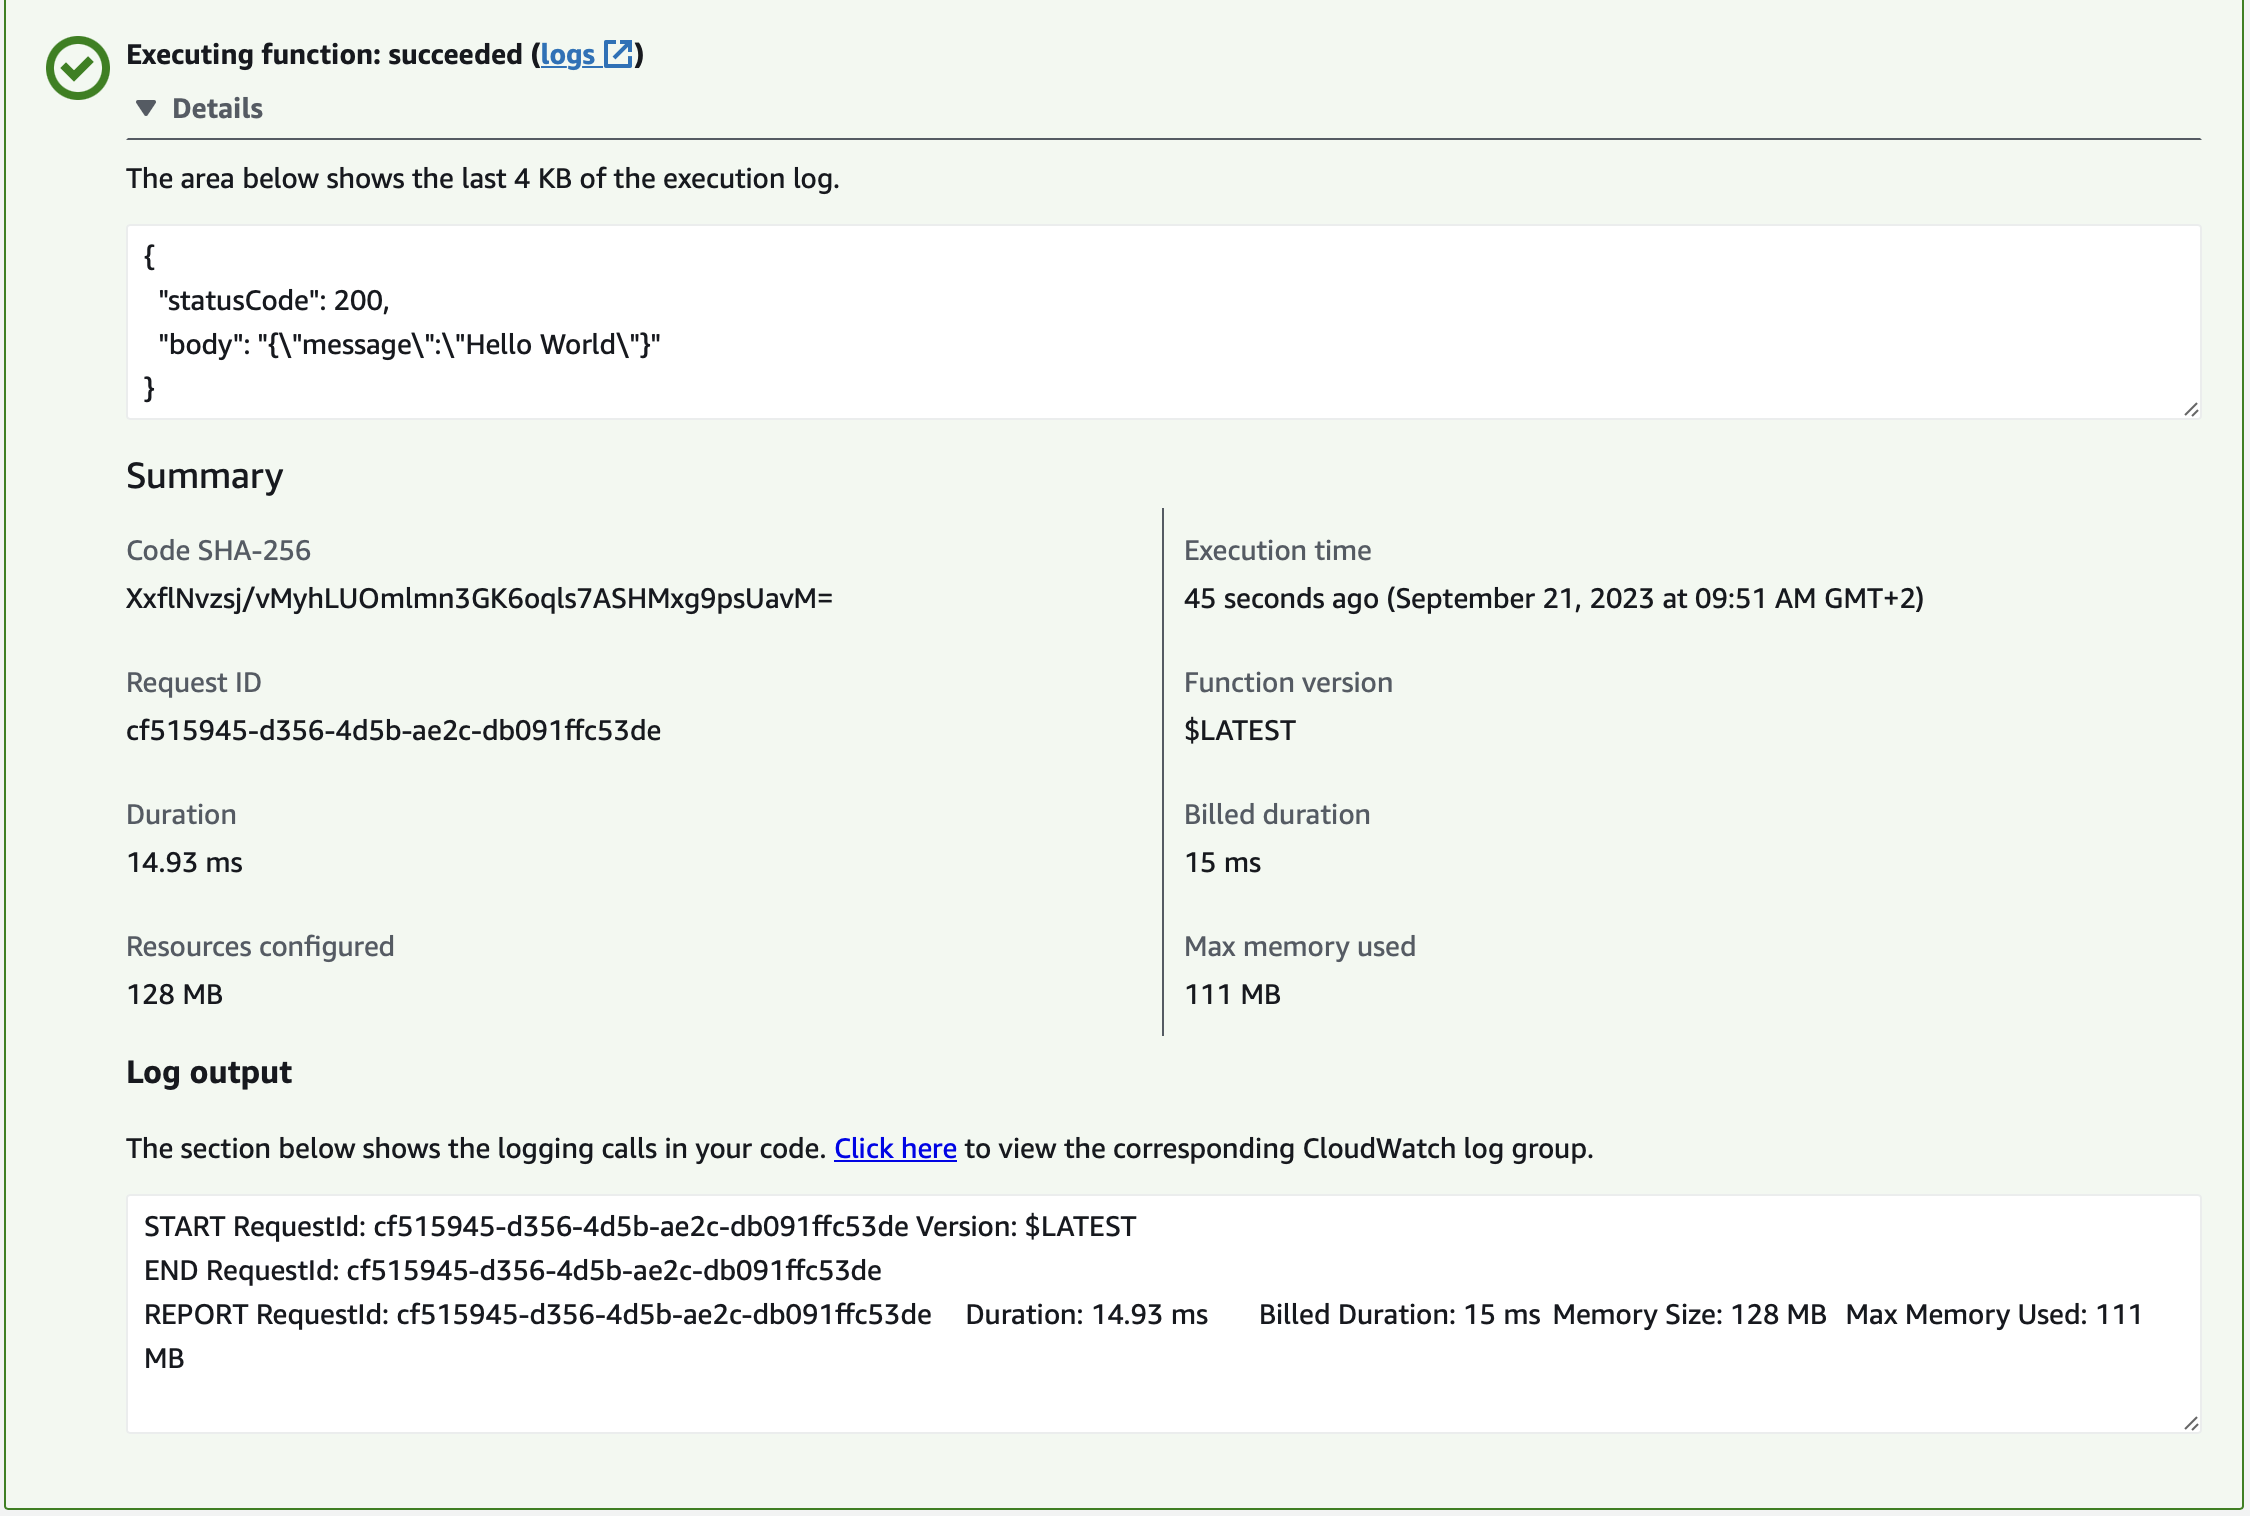 Executing function: succeeded (logs)
Details
The area below shows the last 4 KB of the execution log.
{
"statusCode": 200,
"body": "{\"message\":\"Hello World\"}"
}
Summary
Code SHA-256
XxflNvzsj/vMyhLUOmlmn3GK6oqls7ASHMxg9psUavM=
Execution time
45 seconds ago (September 21, 2023 at 09:51 AM GMT+2)
Request ID
cf515945-d356-4d5b-ae2c-db091ffc53de
Function version
$LATEST
Duration
14.93 ms
Billed duration
15 ms
Resources configured
128 MB
Max memory used
111 MB
Log output
The section below shows the logging calls in your code. Click here to view the corresponding CloudWatch log group.
START RequestId: cf515945-d356-4d5b-ae2c-db091ffc53de Version: $LATEST
END RequestId: cf515945-d356-4d5b-ae2c-db091ffc53de
REPORT RequestId: cf515945-d356-4d5b-ae2c-db091ffc53de Duration: 14.93 ms Billed Duration: 15 ms Memory Size: 128 MB Max Memory Used: 111
MB